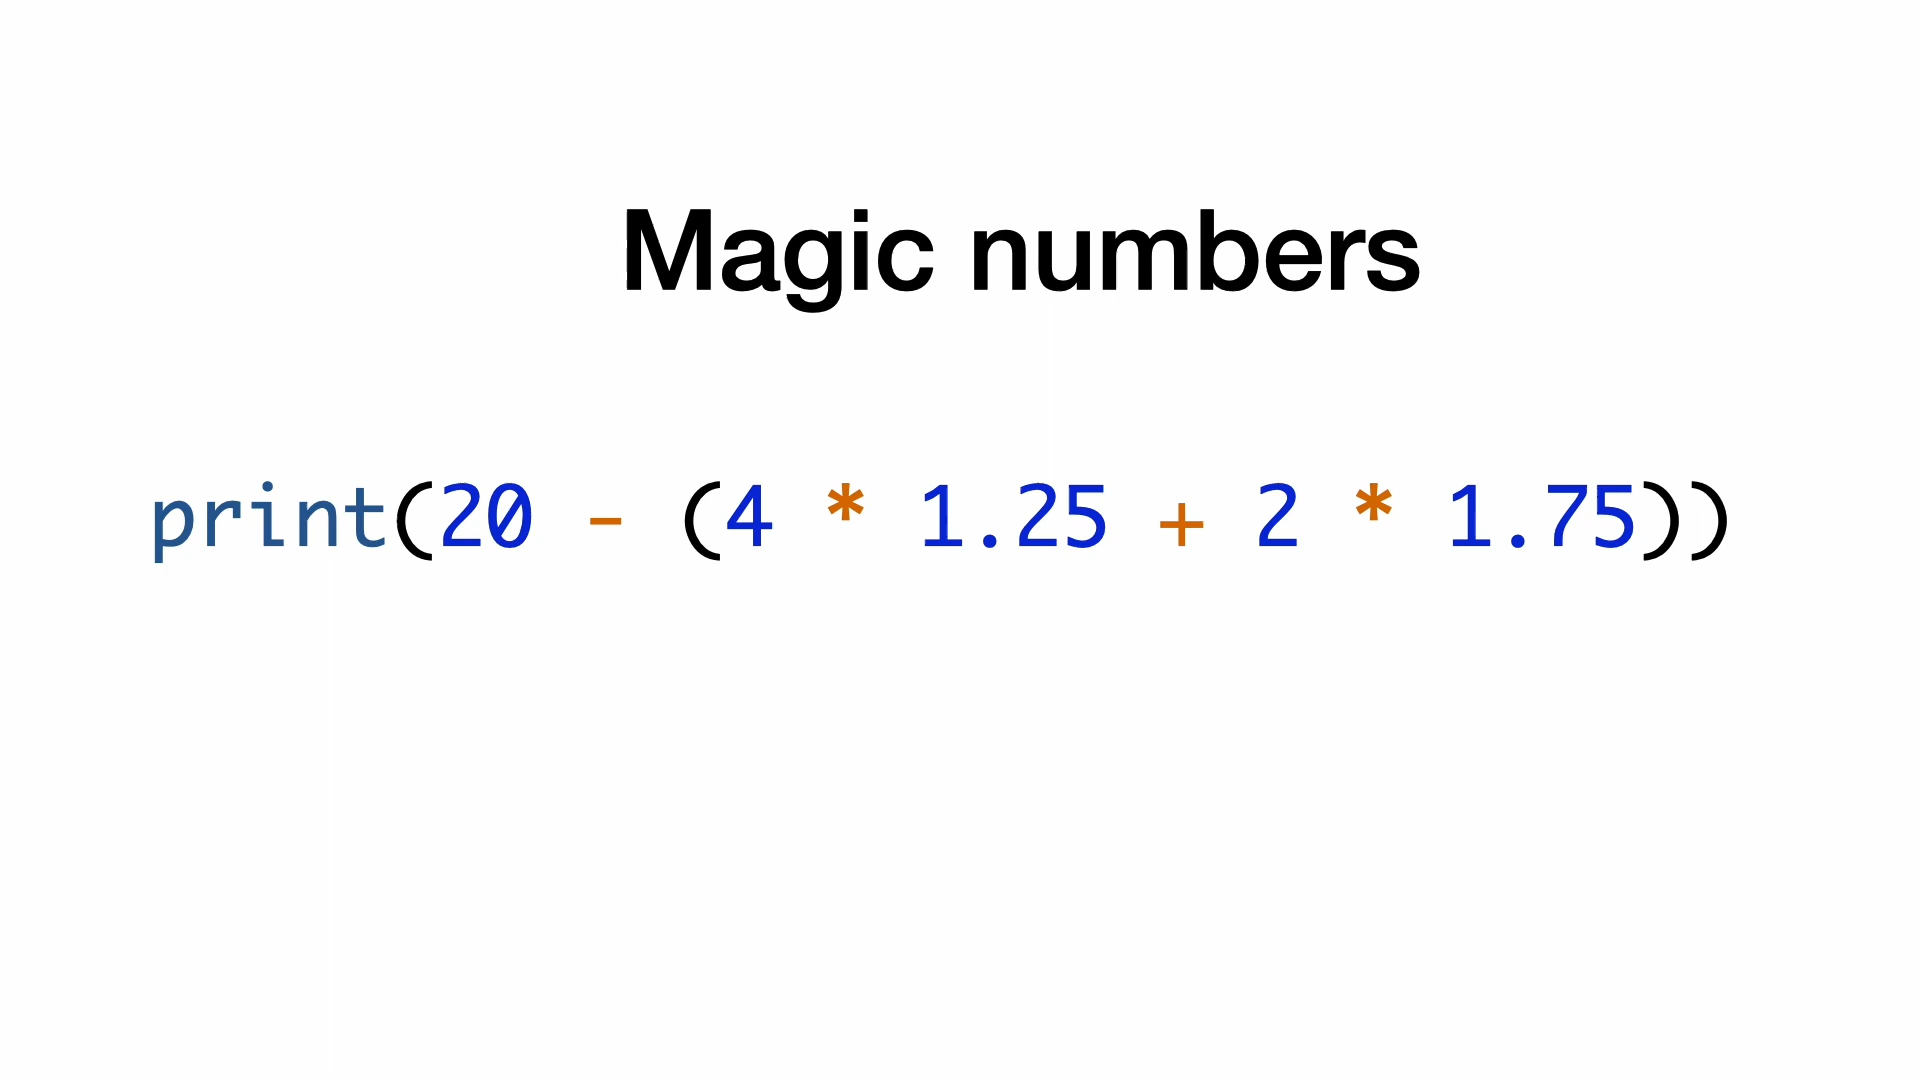 Magic numbers
print(20 - (4 * 1.25 + 2 * 1.75))